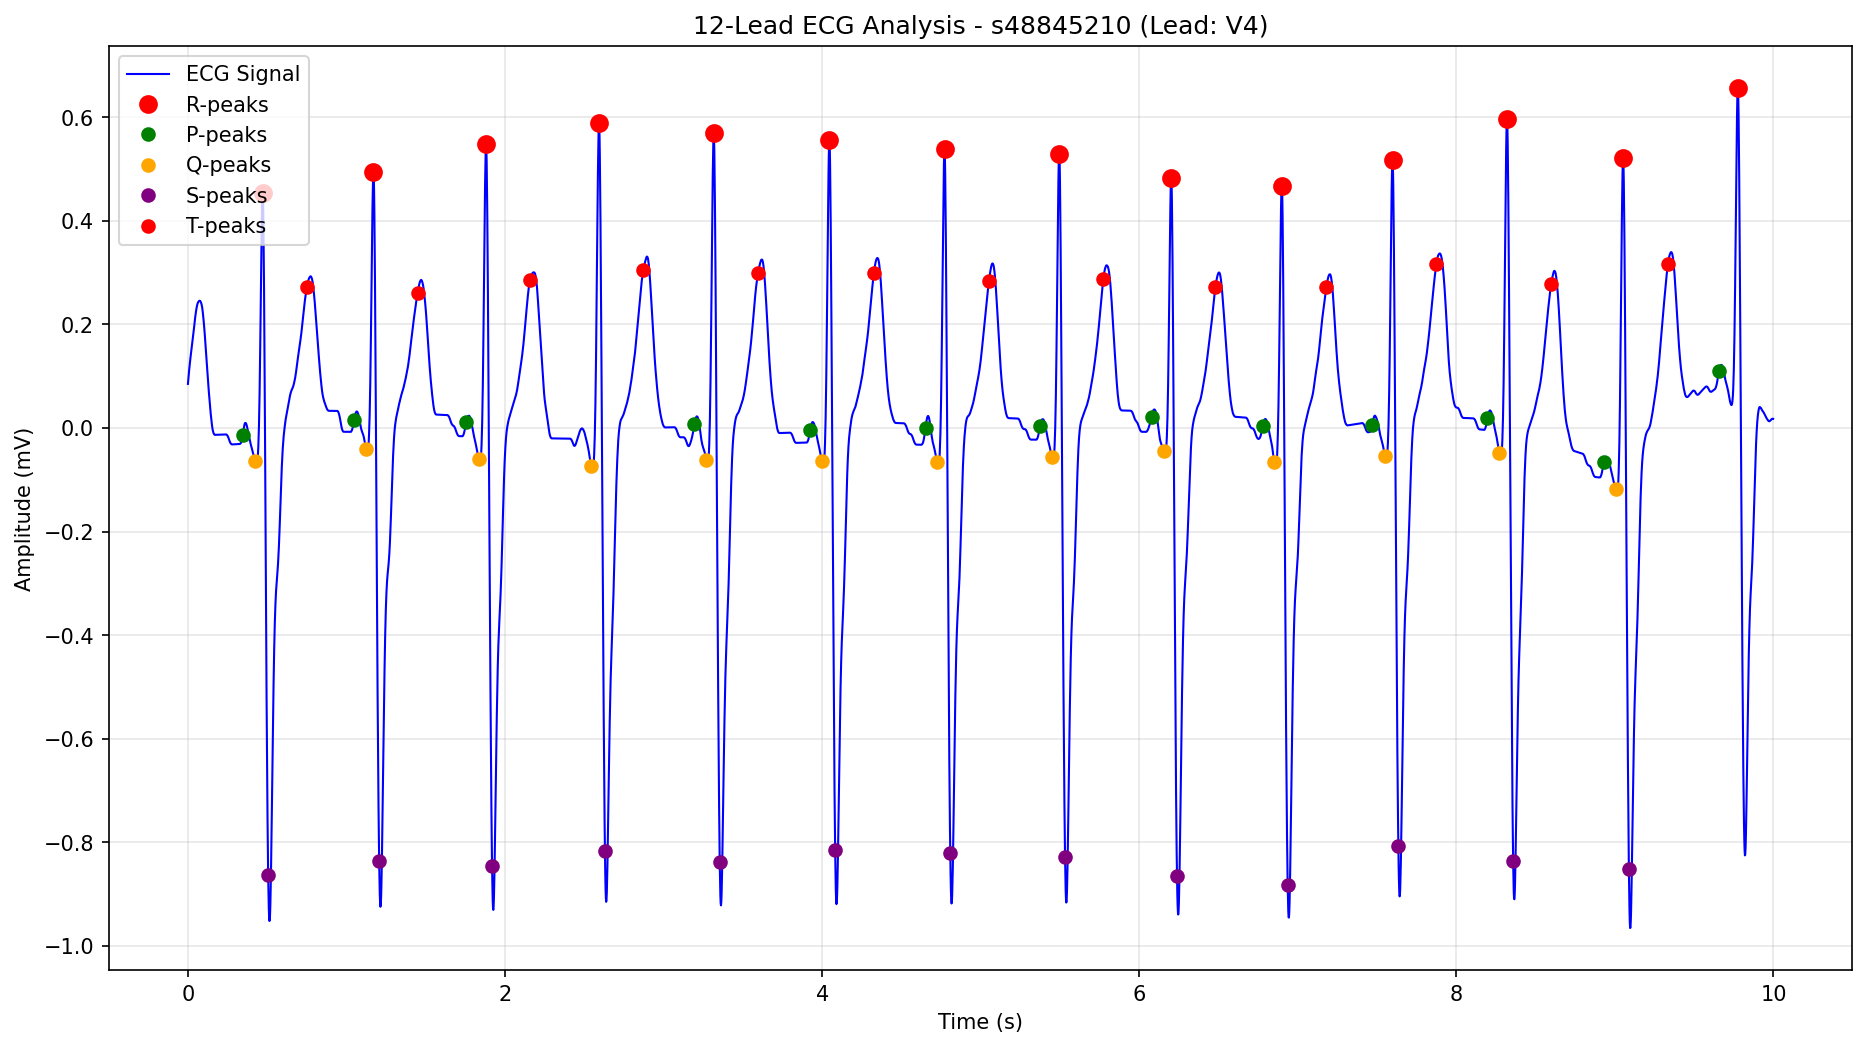 12-Lead ECG Analysis - s48845210 (Lead: V4)
ECG Signal
R-peaks
P-peaks
Q-peaks
S-peaks
T-peaks
Amplitude (mV)
0.6
0.4
0.2
0.0
−0.2
−0.4
−0.6
−0.8
−1.0
0 2 4 6 8 10
Time (s)